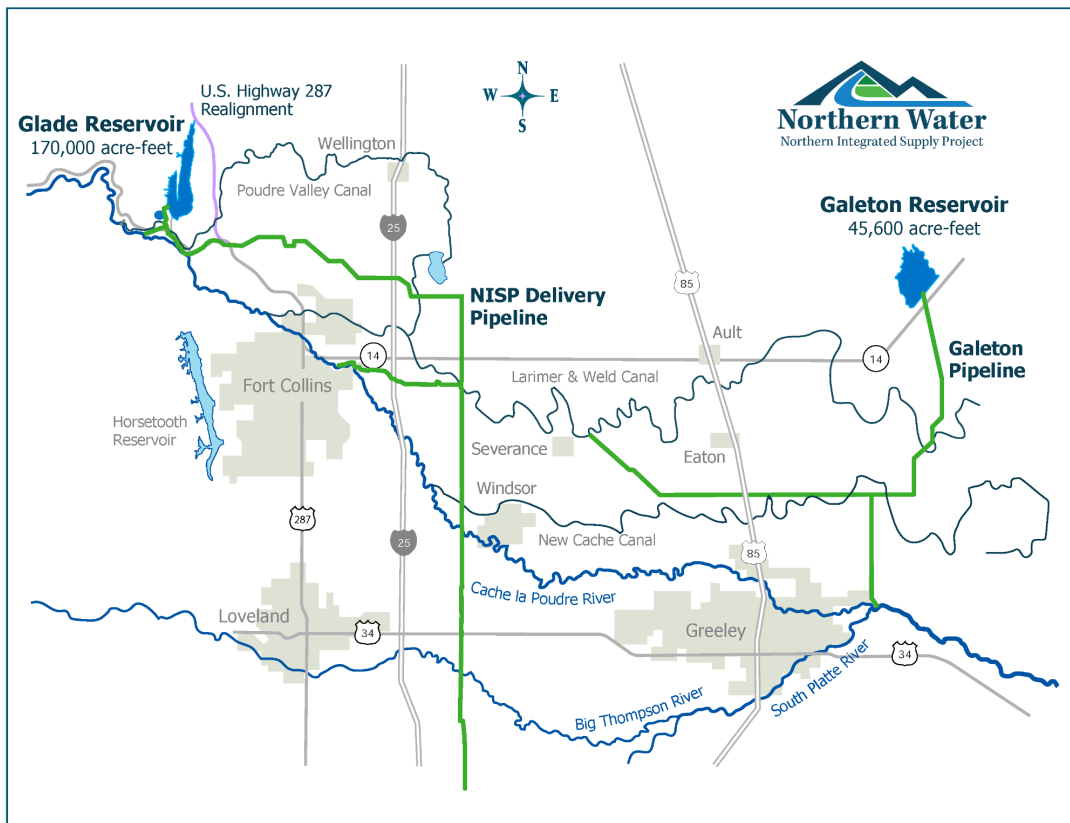 N
W
E
S
U.S. Highway 287
Realignment
Northern Water
Northern Integrated Supply Project
Glade Reservoir
170,000 acre-feet
Wellington
Poudre Valley Canal
25
Galeton Reservoir
45,600 acre-feet
85
NISP Delivery
Pipeline
Ault
14
14
Galeton
Pipeline
Larimer & Weld Canal
Fort Collins
Horsetooth
Reservoir
Severance
Eaton
Windsor
287
25
New Cache Canal
85
Cache la Poudre River
Loveland
34
Greeley
34
South Platte River
Big Thompson River